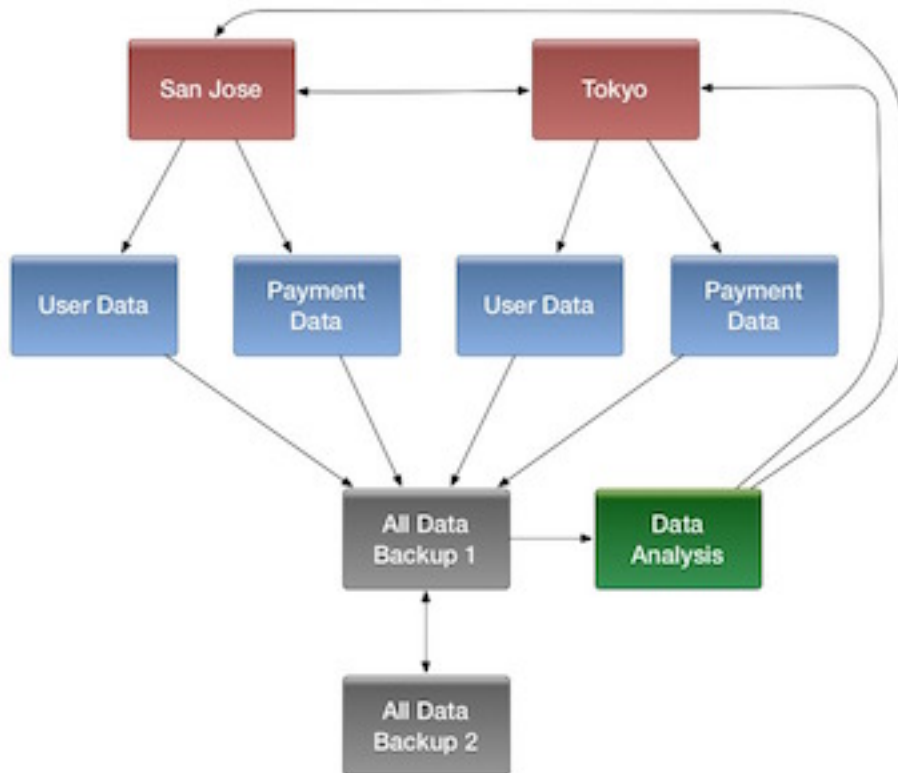 San Jose
Tokyo
User Data
Payment
Data
User Data
Payment
Data
All Data
Backup 1
Data
Analysis
All Data
Backup 2